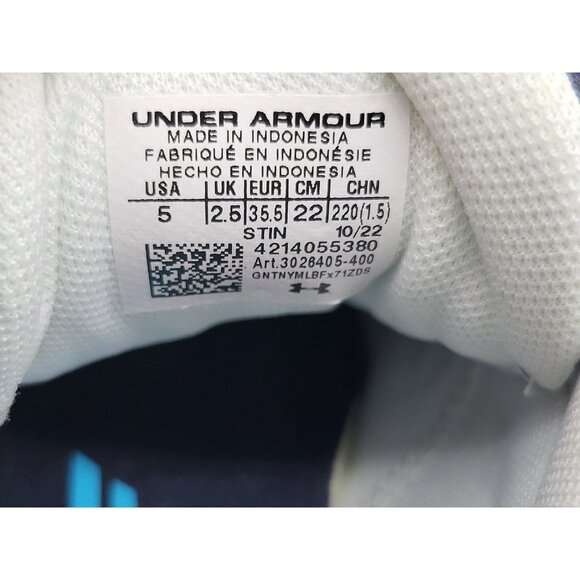 UNDER ARMOUR
MADE IN INDONESIA
FABRIQUÉ EN INDONÉSIE
HECHO EN INDONESIA
USA UK EUR CM CHN
5 2.5 35.5 22 220(1.5)
STIN 10/22
4214055380
Art.3026405-400
GNTNYMLBFx71ZDS